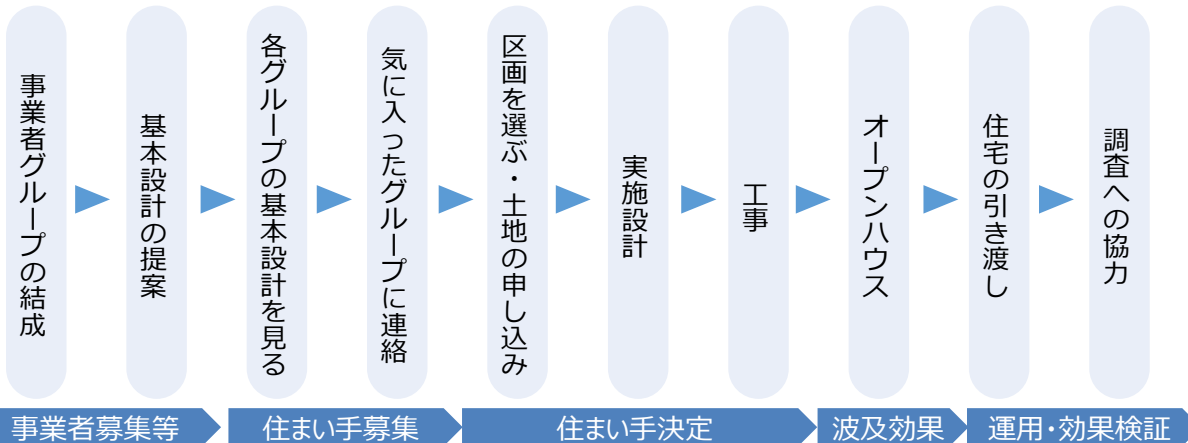 事業者グループの結成
基本設計の提案
各グループの基本設計を見る
気に入ったグループに連絡
区画を選ぶ・土地の申し込み
実施設計
工事
オープンハウス
住宅の引き渡し
調査への協力
事業者募集等
住まい手募集
住まい手決定
波及効果
運用・効果検証